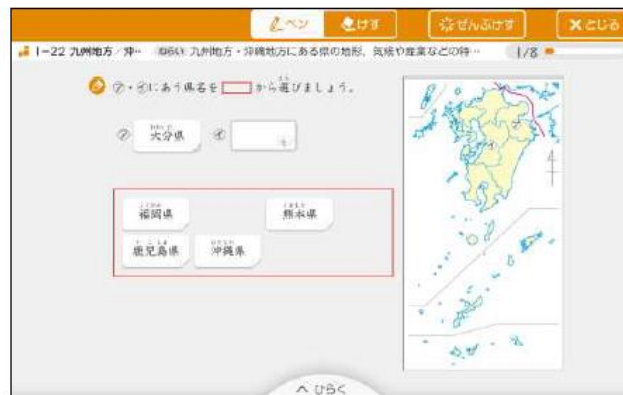 ペン けす ぜんぶけす ×とじる
1-22 九州地方/沖… ねらい 九州地方・沖縄地方にある県の地形、気候や産業などの特… 1/8
㋐・㋑にあう県名を から選びましょう。
㋐ 大分県 ㋑ 県
福岡県 熊本県
鹿児島県 沖縄県
ア
イ
へ ひらく